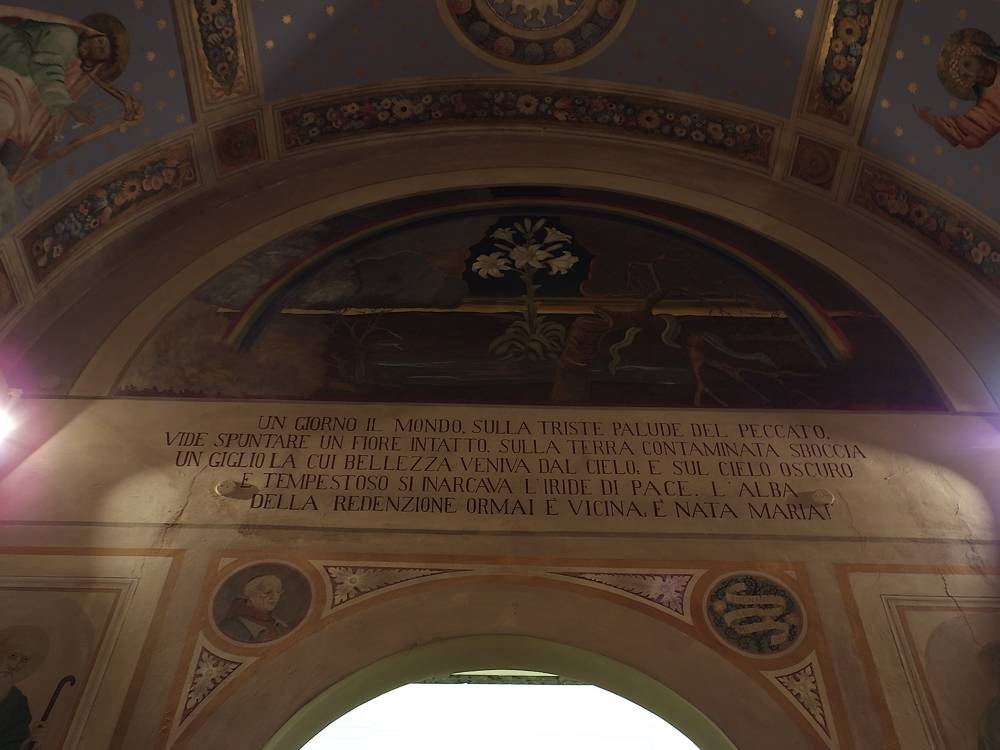 UN GIORNO IL MONDO, SULLA TRISTE PALUDE DEL PECCATO,
VIDE SPUNTARE UN FIORE INTATTO. SULLA TERRA CONTAMINATA SBOCCIA
UN GIGLIO LA CUI BELLEZZA VENIVA DAL CIELO, E SUL CIELO OSCURO
E TEMPESTOSO SI INARCAVA L'IRIDE DI PACE. L'ALBA
DELLA REDENZIONE ORMAI È VICINA, È NATA MARIA!